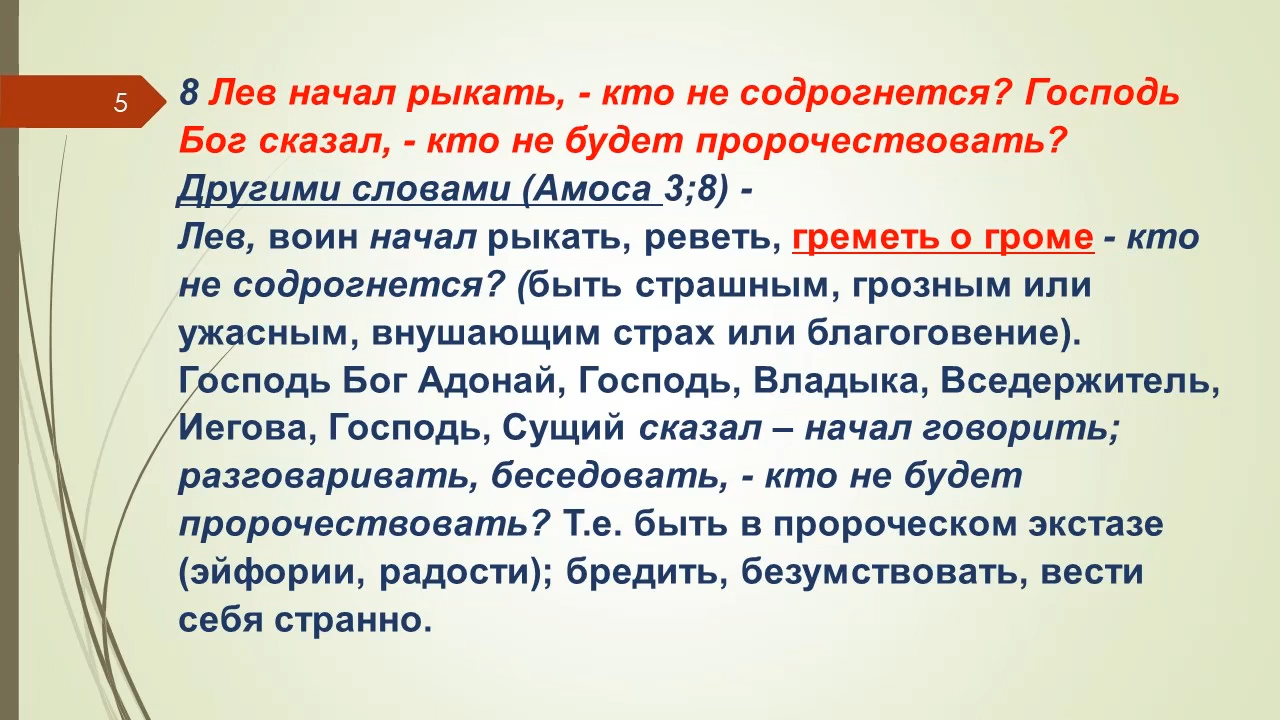 5
8 Лев начал рыкать, - кто не содрогнется? Господь
Бог сказал, - кто не будет пророчествовать?
Другими словами (Амоса 3;8) -
Лев, воин начал рыкать, реветь, греметь о громе - кто
не содрогнется? (быть страшным, грозным или
ужасным, внушающим страх или благоговение).
Господь Бог Адонай, Господь, Владыка, Вседержитель,
Иегова, Господь, Сущий сказал – начал говорить;
разговаривать, беседовать, - кто не будет
пророчествовать? Т.е. быть в пророческом экстазе
(эйфории, радости); бредить, безумствовать, вести
себя странно.